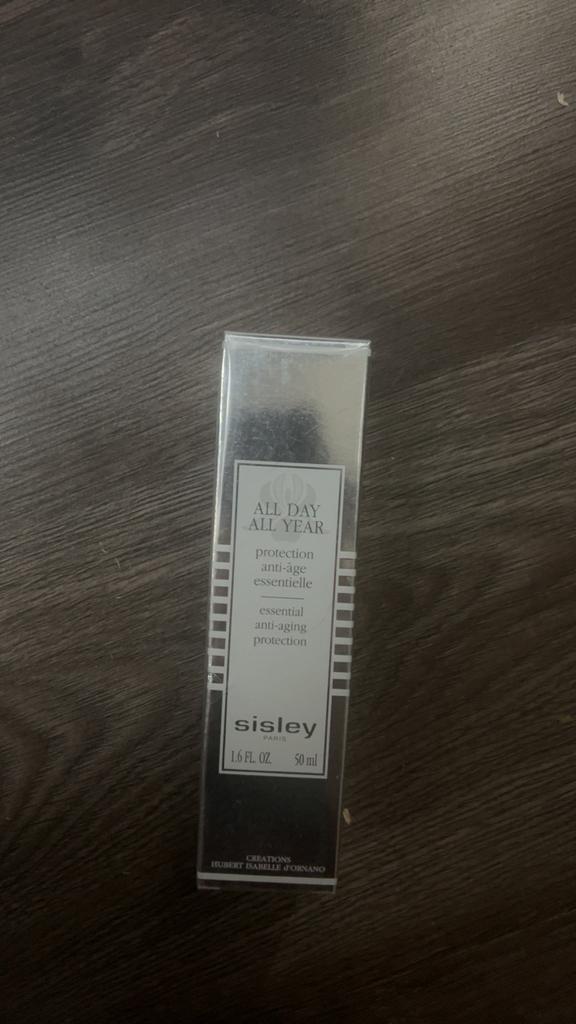 ALL DAY
ALL YEAR
protection
anti-âge
essentielle
essential
anti-aging
protection
sisley
PARIS
1.6 FL. OZ. 50 ml
CREATIONS
HUBERT ISABELLE d'ORNANO